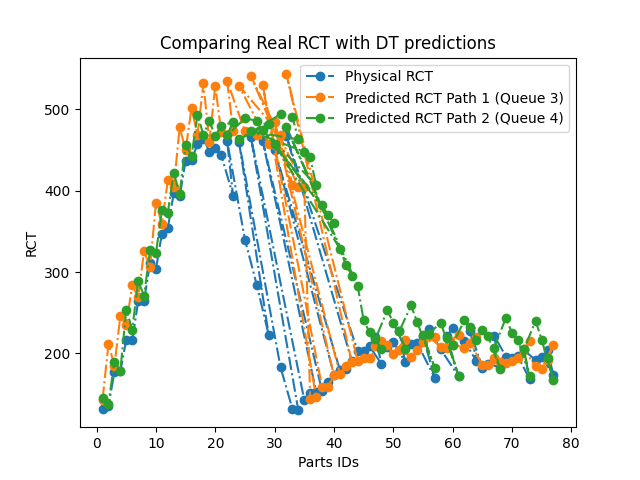 Comparing Real RCT with DT predictions
Physical RCT
Predicted RCT Path 1 (Queue 3)
Predicted RCT Path 2 (Queue 4)
500
400
300
200
RCT
0 10 20 30 40 50 60 70 80
Parts IDs